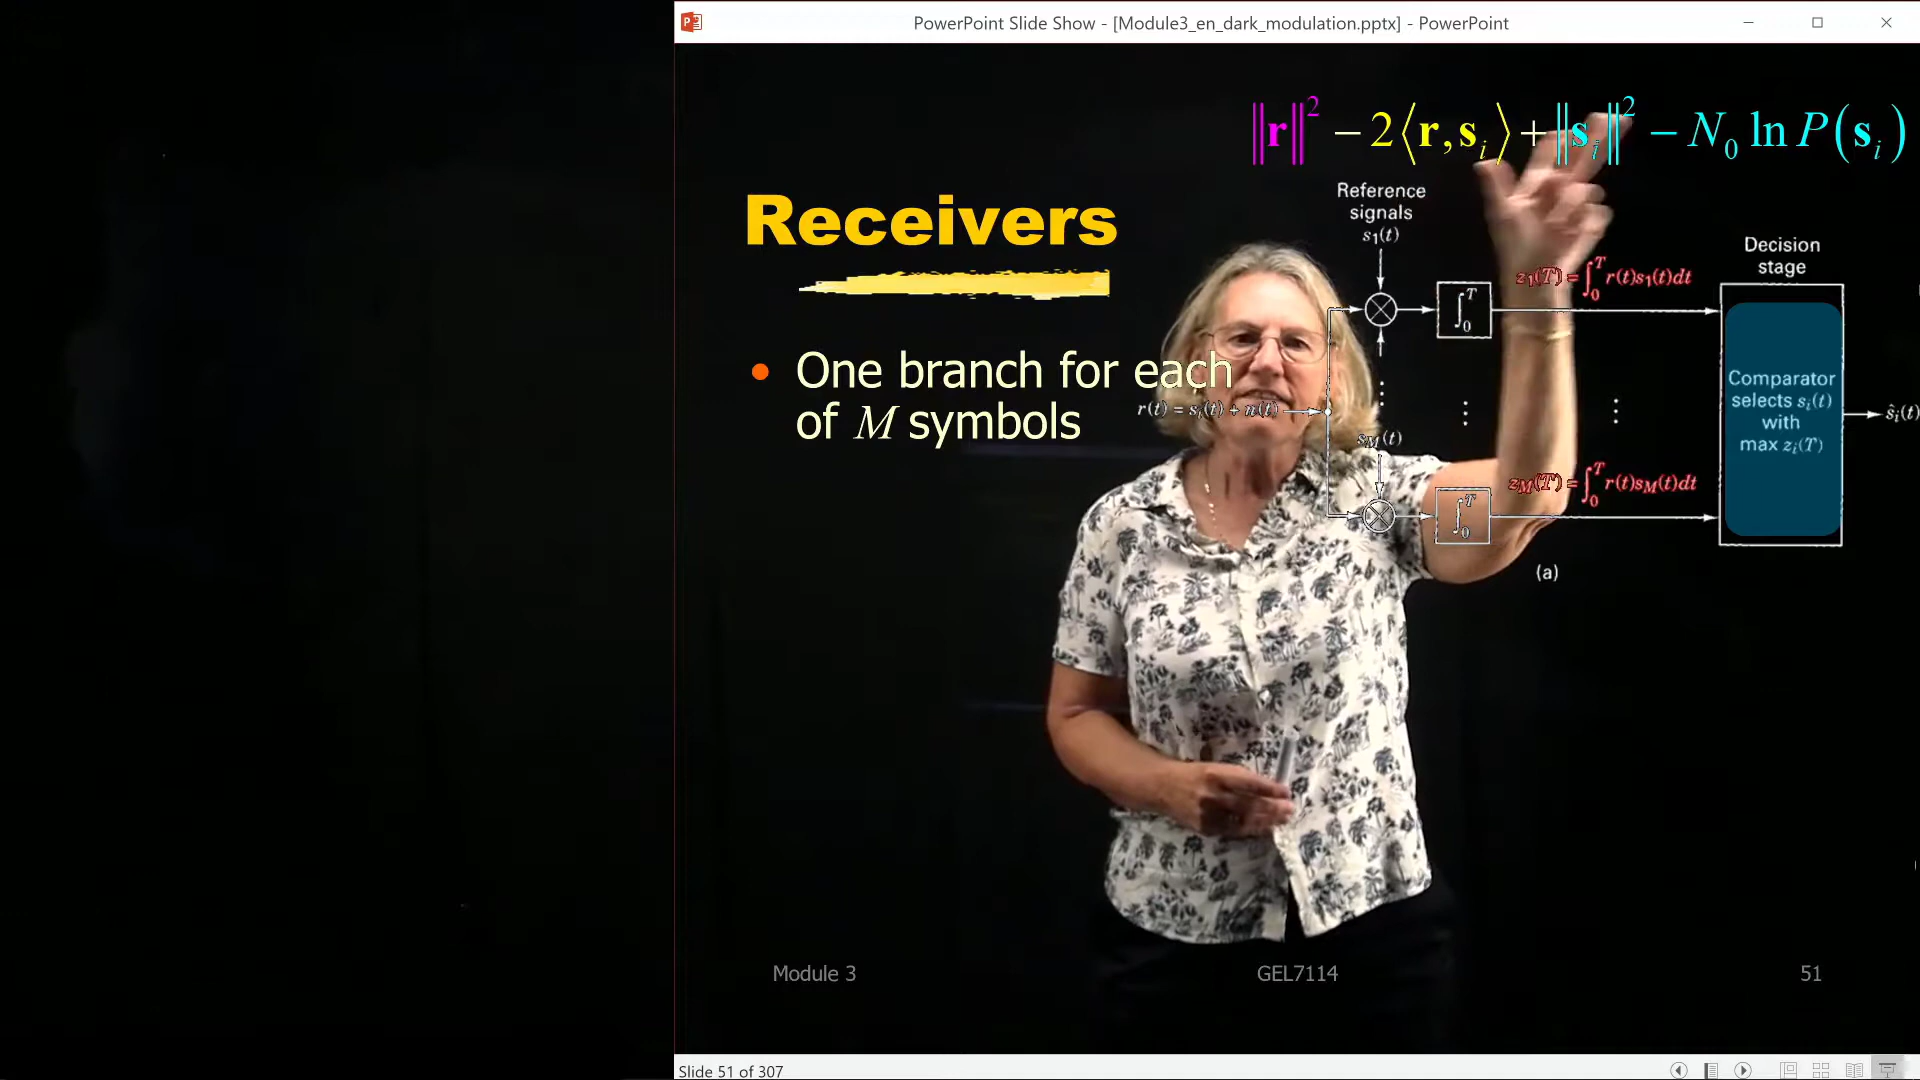 PowerPoint Slide Show - [Module3_en_dark_modulation.pptx] - PowerPoint
‖r‖² − 2⟨r, sᵢ⟩ + ‖sᵢ‖² − N₀ ln P(sᵢ)
Receivers
• One branch for each
of M symbols
Reference
signals
s₁(t)
∫₀ᵀ
z₁(T) = ∫₀ᵀ r(t)s₁(t)dt
r(t) = sᵢ(t) + n(t)
s_M(t)
∫₀ᵀ
z_M(T) = ∫₀ᵀ r(t)s_M(t)dt
Decision
stage
Comparator
selects sᵢ(t)
with
max zᵢ(T)
ŝᵢ(t)
(a)
Module 3
GEL7114
51
Slide 51 of 307